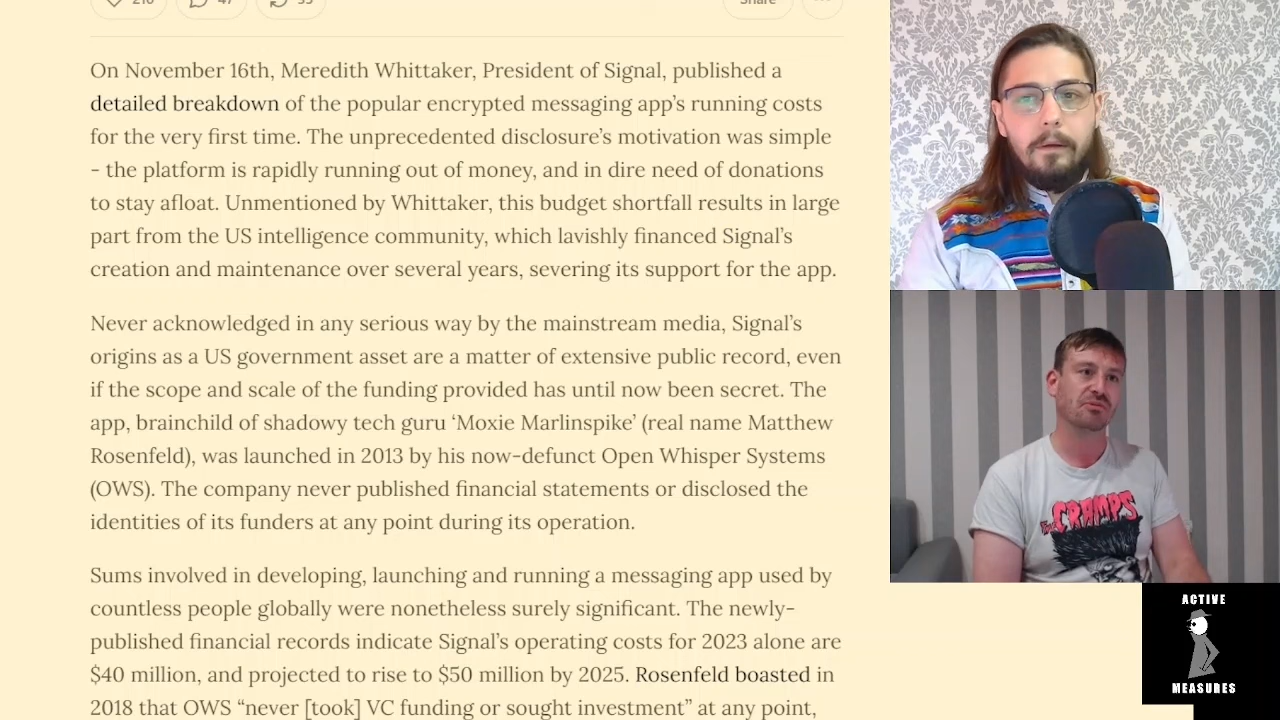 210
47
Share
On November 16th, Meredith Whittaker, President of Signal, published a
detailed breakdown of the popular encrypted messaging app’s running costs
for the very first time. The unprecedented disclosure’s motivation was simple
- the platform is rapidly running out of money, and in dire need of donations
to stay afloat. Unmentioned by Whittaker, this budget shortfall results in large
part from the US intelligence community, which lavishly financed Signal’s
creation and maintenance over several years, severing its support for the app.
Never acknowledged in any serious way by the mainstream media, Signal’s
origins as a US government asset are a matter of extensive public record, even
if the scope and scale of the funding provided has until now been secret. The
app, brainchild of shadowy tech guru ‘Moxie Marlinspike’ (real name Matthew
Rosenfeld), was launched in 2013 by his now-defunct Open Whisper Systems
(OWS). The company never published financial statements or disclosed the
identities of its funders at any point during its operation.
Sums involved in developing, launching and running a messaging app used by
countless people globally were nonetheless surely significant. The newly-
published financial records indicate Signal’s operating costs for 2023 alone are
$40 million, and projected to rise to $50 million by 2025. Rosenfeld boasted in
2018 that OWS “never [took] VC funding or sought investment” at any point,
The CRAMPS
ACTIVE
MEASURES